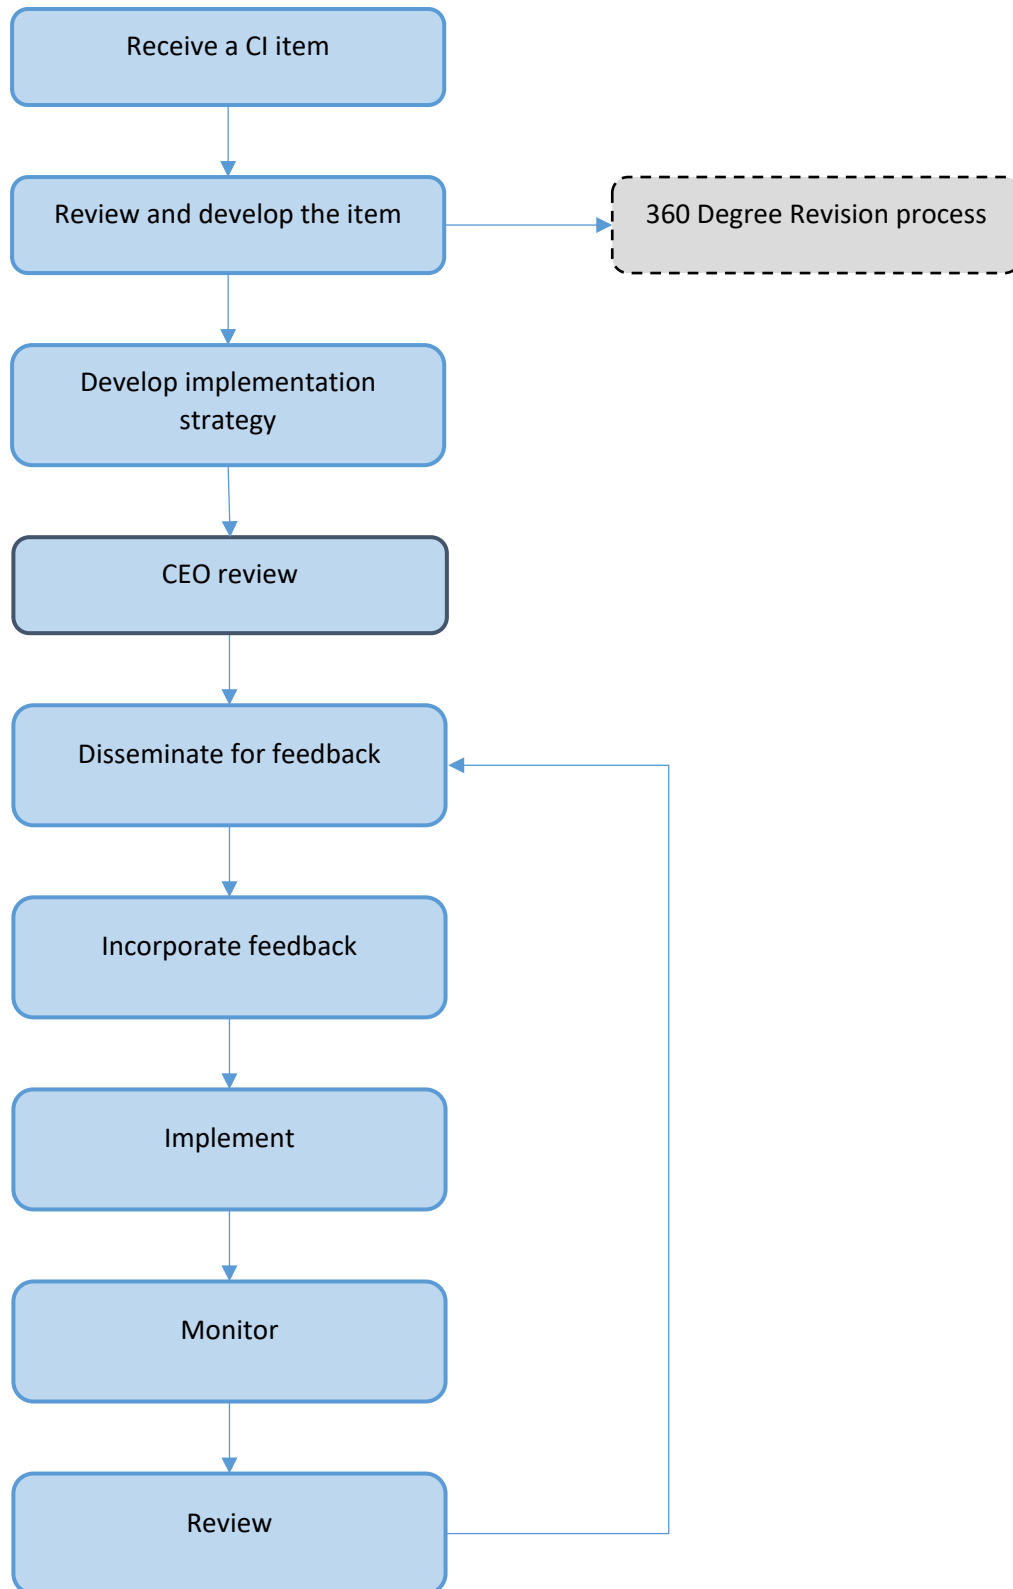 Receive a CI item
Review and develop the item
360 Degree Revision process
Develop implementation
strategy
CEO review
Disseminate for feedback
Incorporate feedback
Implement
Monitor
Review